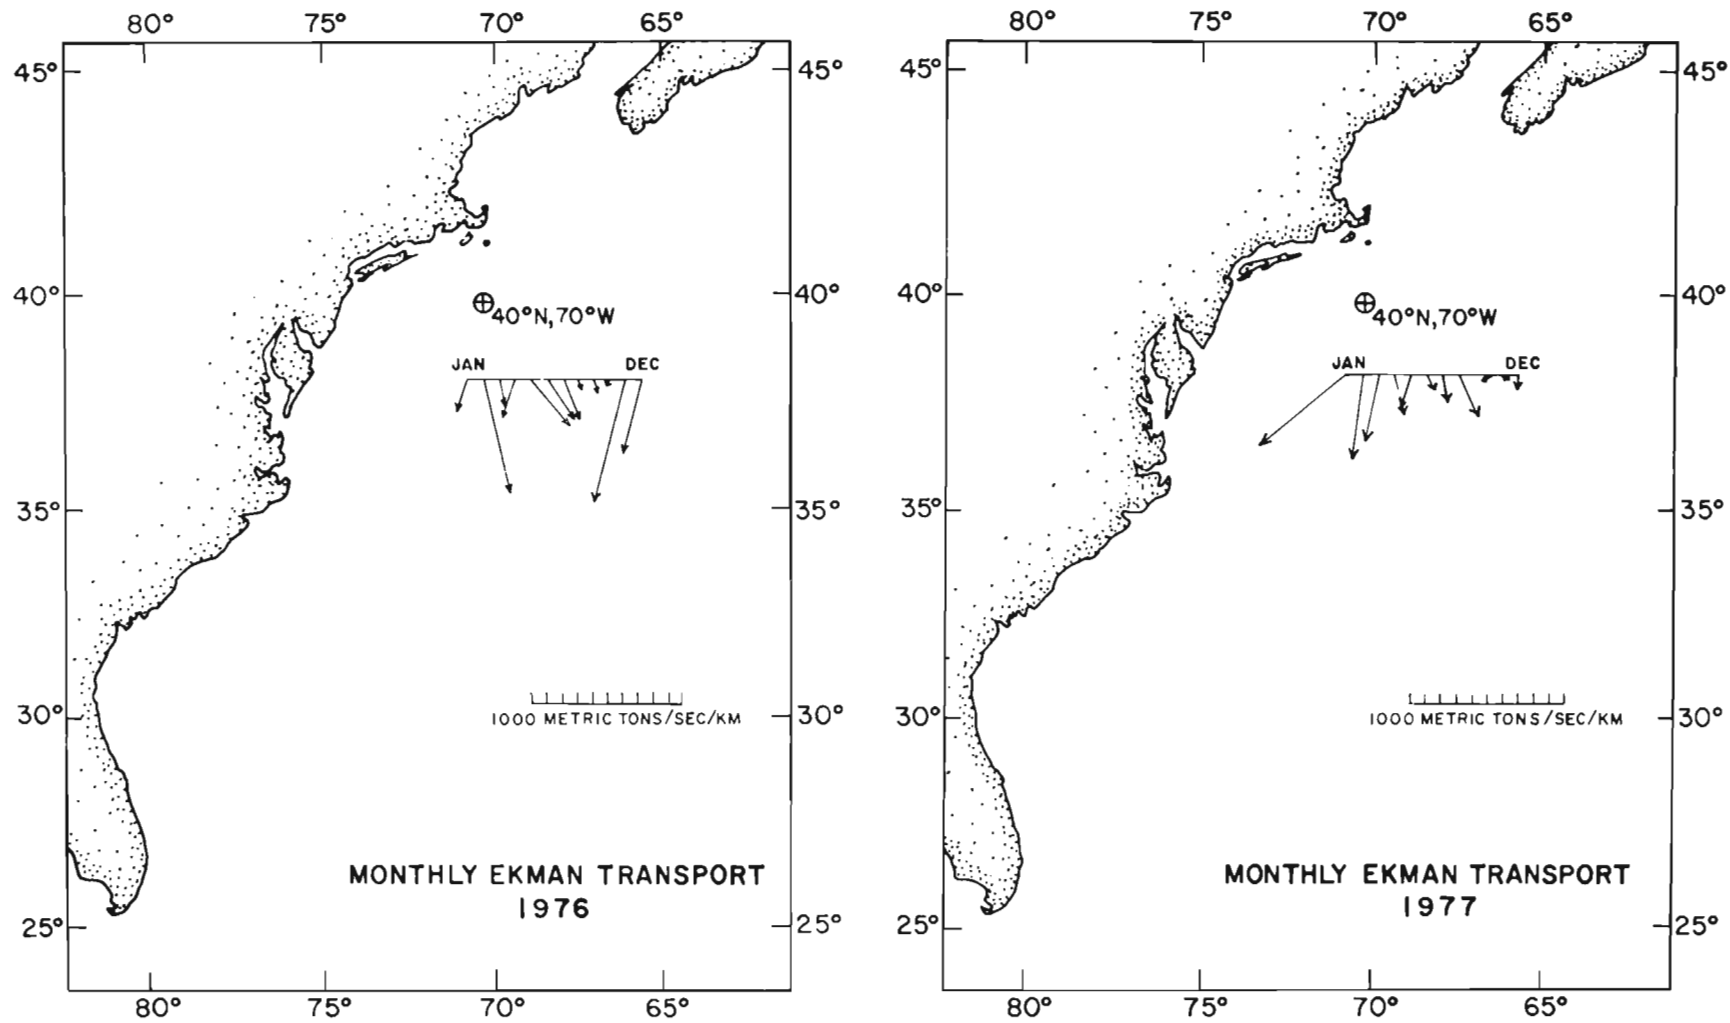 80° 75° 70° 65°
45° 45°
40° 40°
40°N, 70°W
JAN DEC
35° 35°
30° 30°
1000 METRIC TONS/SEC/KM
MONTHLY EKMAN TRANSPORT
1976
25° 25°
80° 75° 70° 65°
80° 75° 70° 65°
45° 45°
40° 40°
40°N, 70°W
JAN DEC
35° 35°
30° 30°
1000 METRIC TONS/SEC/KM
MONTHLY EKMAN TRANSPORT
1977
25° 25°
80° 75° 70° 65°